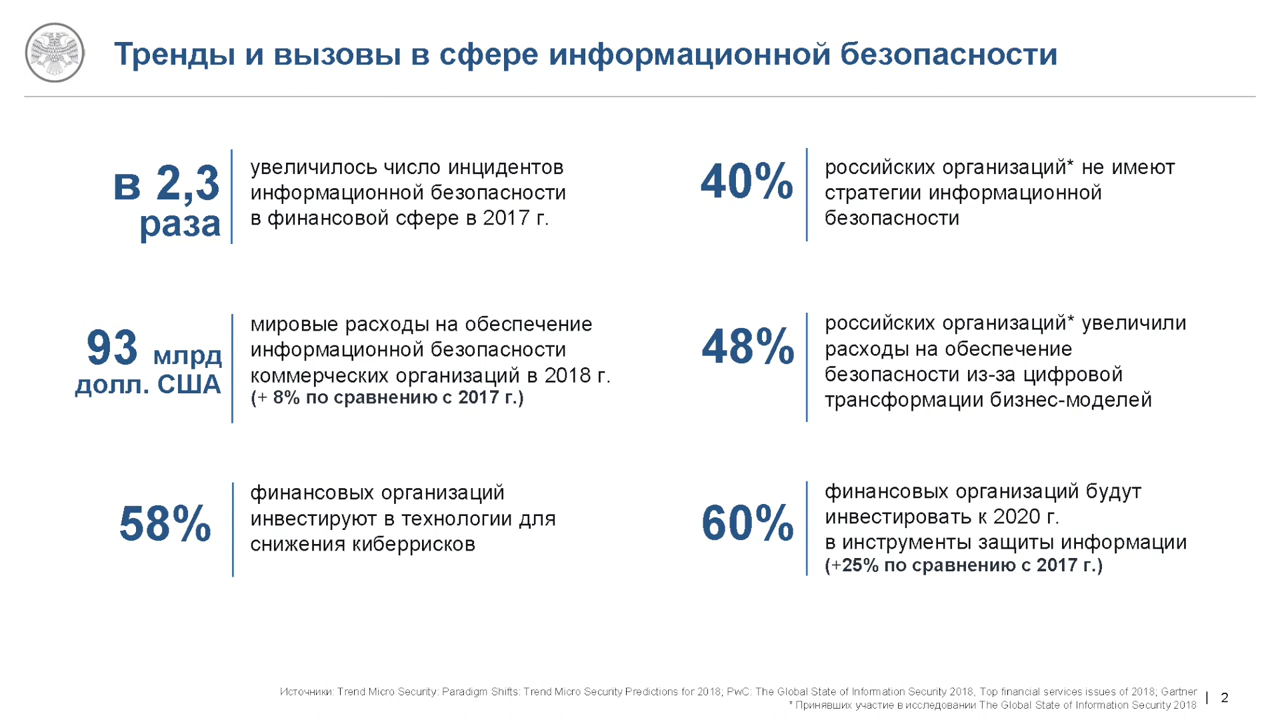 Тренды и вызовы в сфере информационной безопасности
в 2,3
раза
увеличилось число инцидентов
информационной безопасности
в финансовой сфере в 2017 г.
40%
российских организаций* не имеют
стратегии информационной
безопасности
93 млрд
долл. США
мировые расходы на обеспечение
информационной безопасности
коммерческих организаций в 2018 г.
(+ 8% по сравнению с 2017 г.)
48%
российских организаций* увеличили
расходы на обеспечение
безопасности из-за цифровой
трансформации бизнес-моделей
58%
финансовых организаций
инвестируют в технологии для
снижения киберрисков
60%
финансовых организаций будут
инвестировать к 2020 г.
в инструменты защиты информации
(+25% по сравнению с 2017 г.)
Источники: Trend Micro Security: Paradigm Shifts: Trend Micro Security Predictions for 2018; PwC: The Global State of Information Security 2018, Top financial services issues of 2018; Gartner
* Принявших участие в исследовании The Global State of Information Security 2018
2